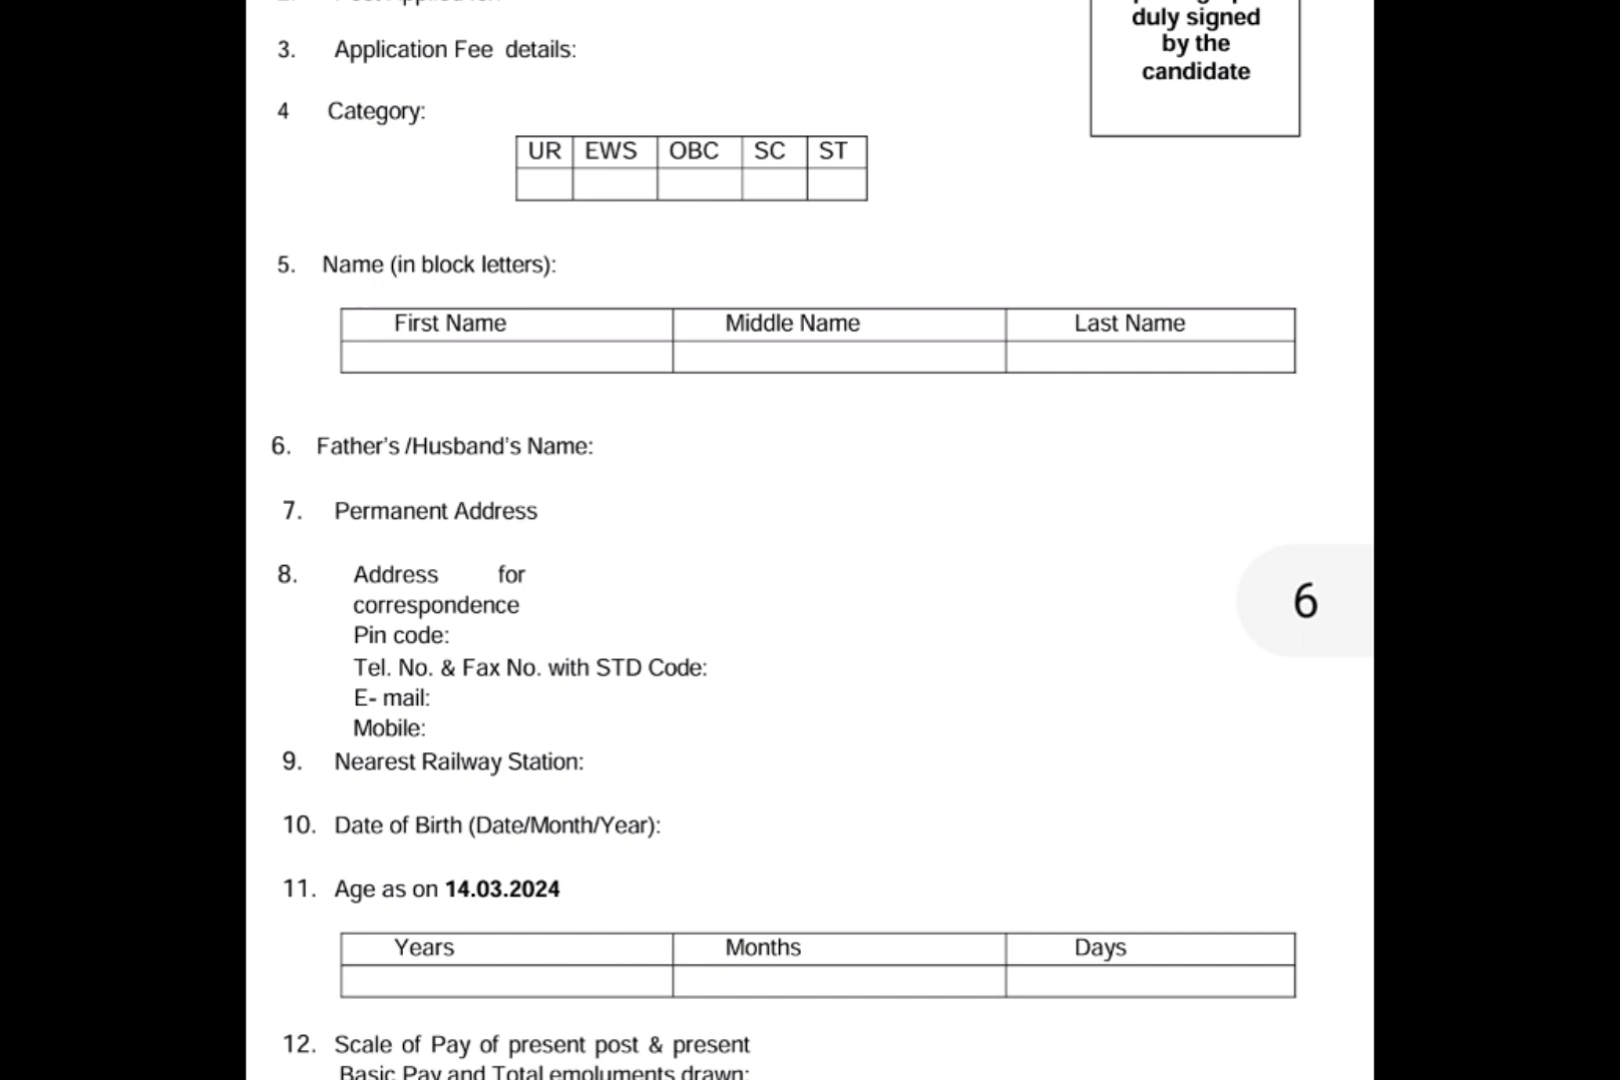 duly signed
by the
candidate
3. Application Fee details:
4 Category:
UR EWS OBC SC ST
5. Name (in block letters):
First Name Middle Name Last Name
6. Father's /Husband's Name:
7. Permanent Address
8. Address for
correspondence
Pin code:
Tel. No. & Fax No. with STD Code:
E- mail:
Mobile:
6
9. Nearest Railway Station:
10. Date of Birth (Date/Month/Year):
11. Age as on 14.03.2024
Years Months Days
12. Scale of Pay of present post & present
Basic Pay and Total emoluments drawn: